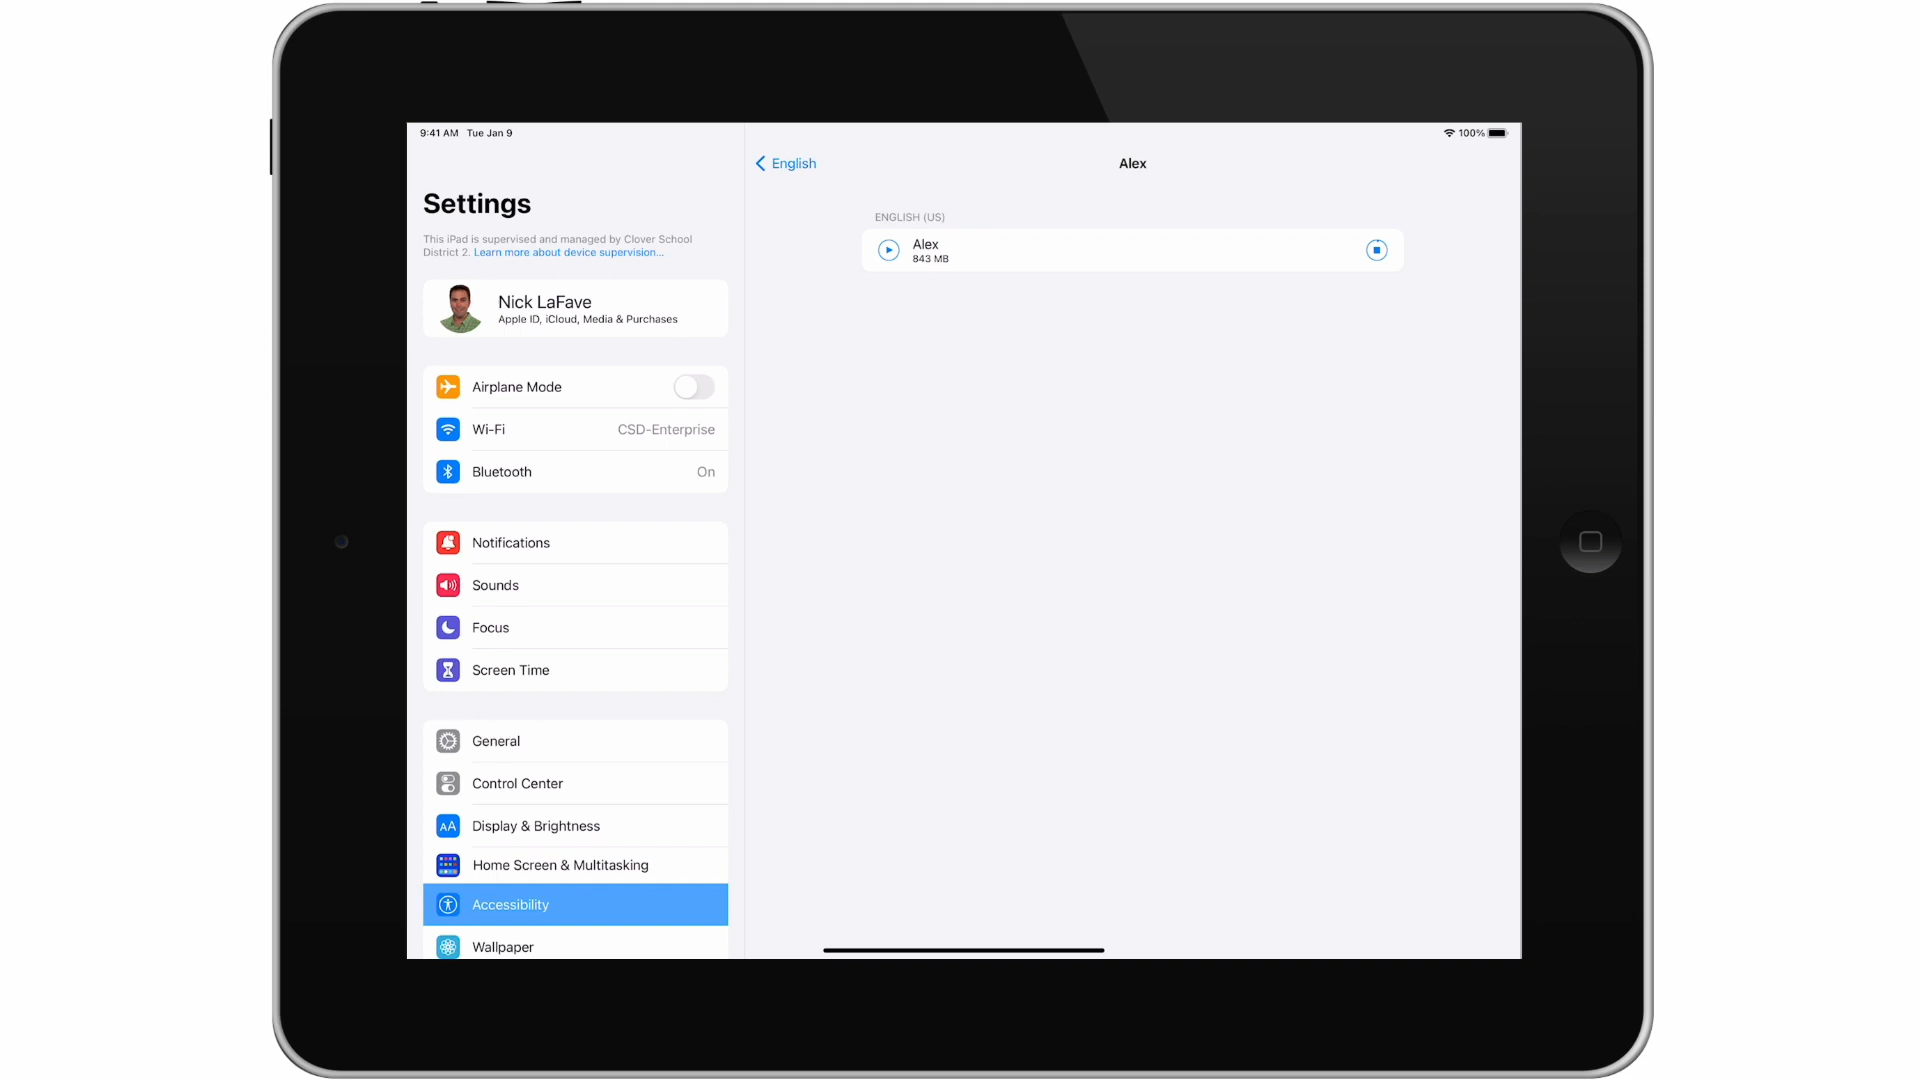 9:41 AM Tue Jan 9
100%
Settings
This iPad is supervised and managed by Clover School
District 2. Learn more about device supervision...
Nick LaFave
Apple ID, iCloud, Media & Purchases
Airplane Mode
Wi-Fi CSD-Enterprise
Bluetooth On
Notifications
Sounds
Focus
Screen Time
General
Control Center
AA Display & Brightness
Home Screen & Multitasking
Accessibility
Wallpaper
English
Alex
ENGLISH (US)
Alex
843 MB